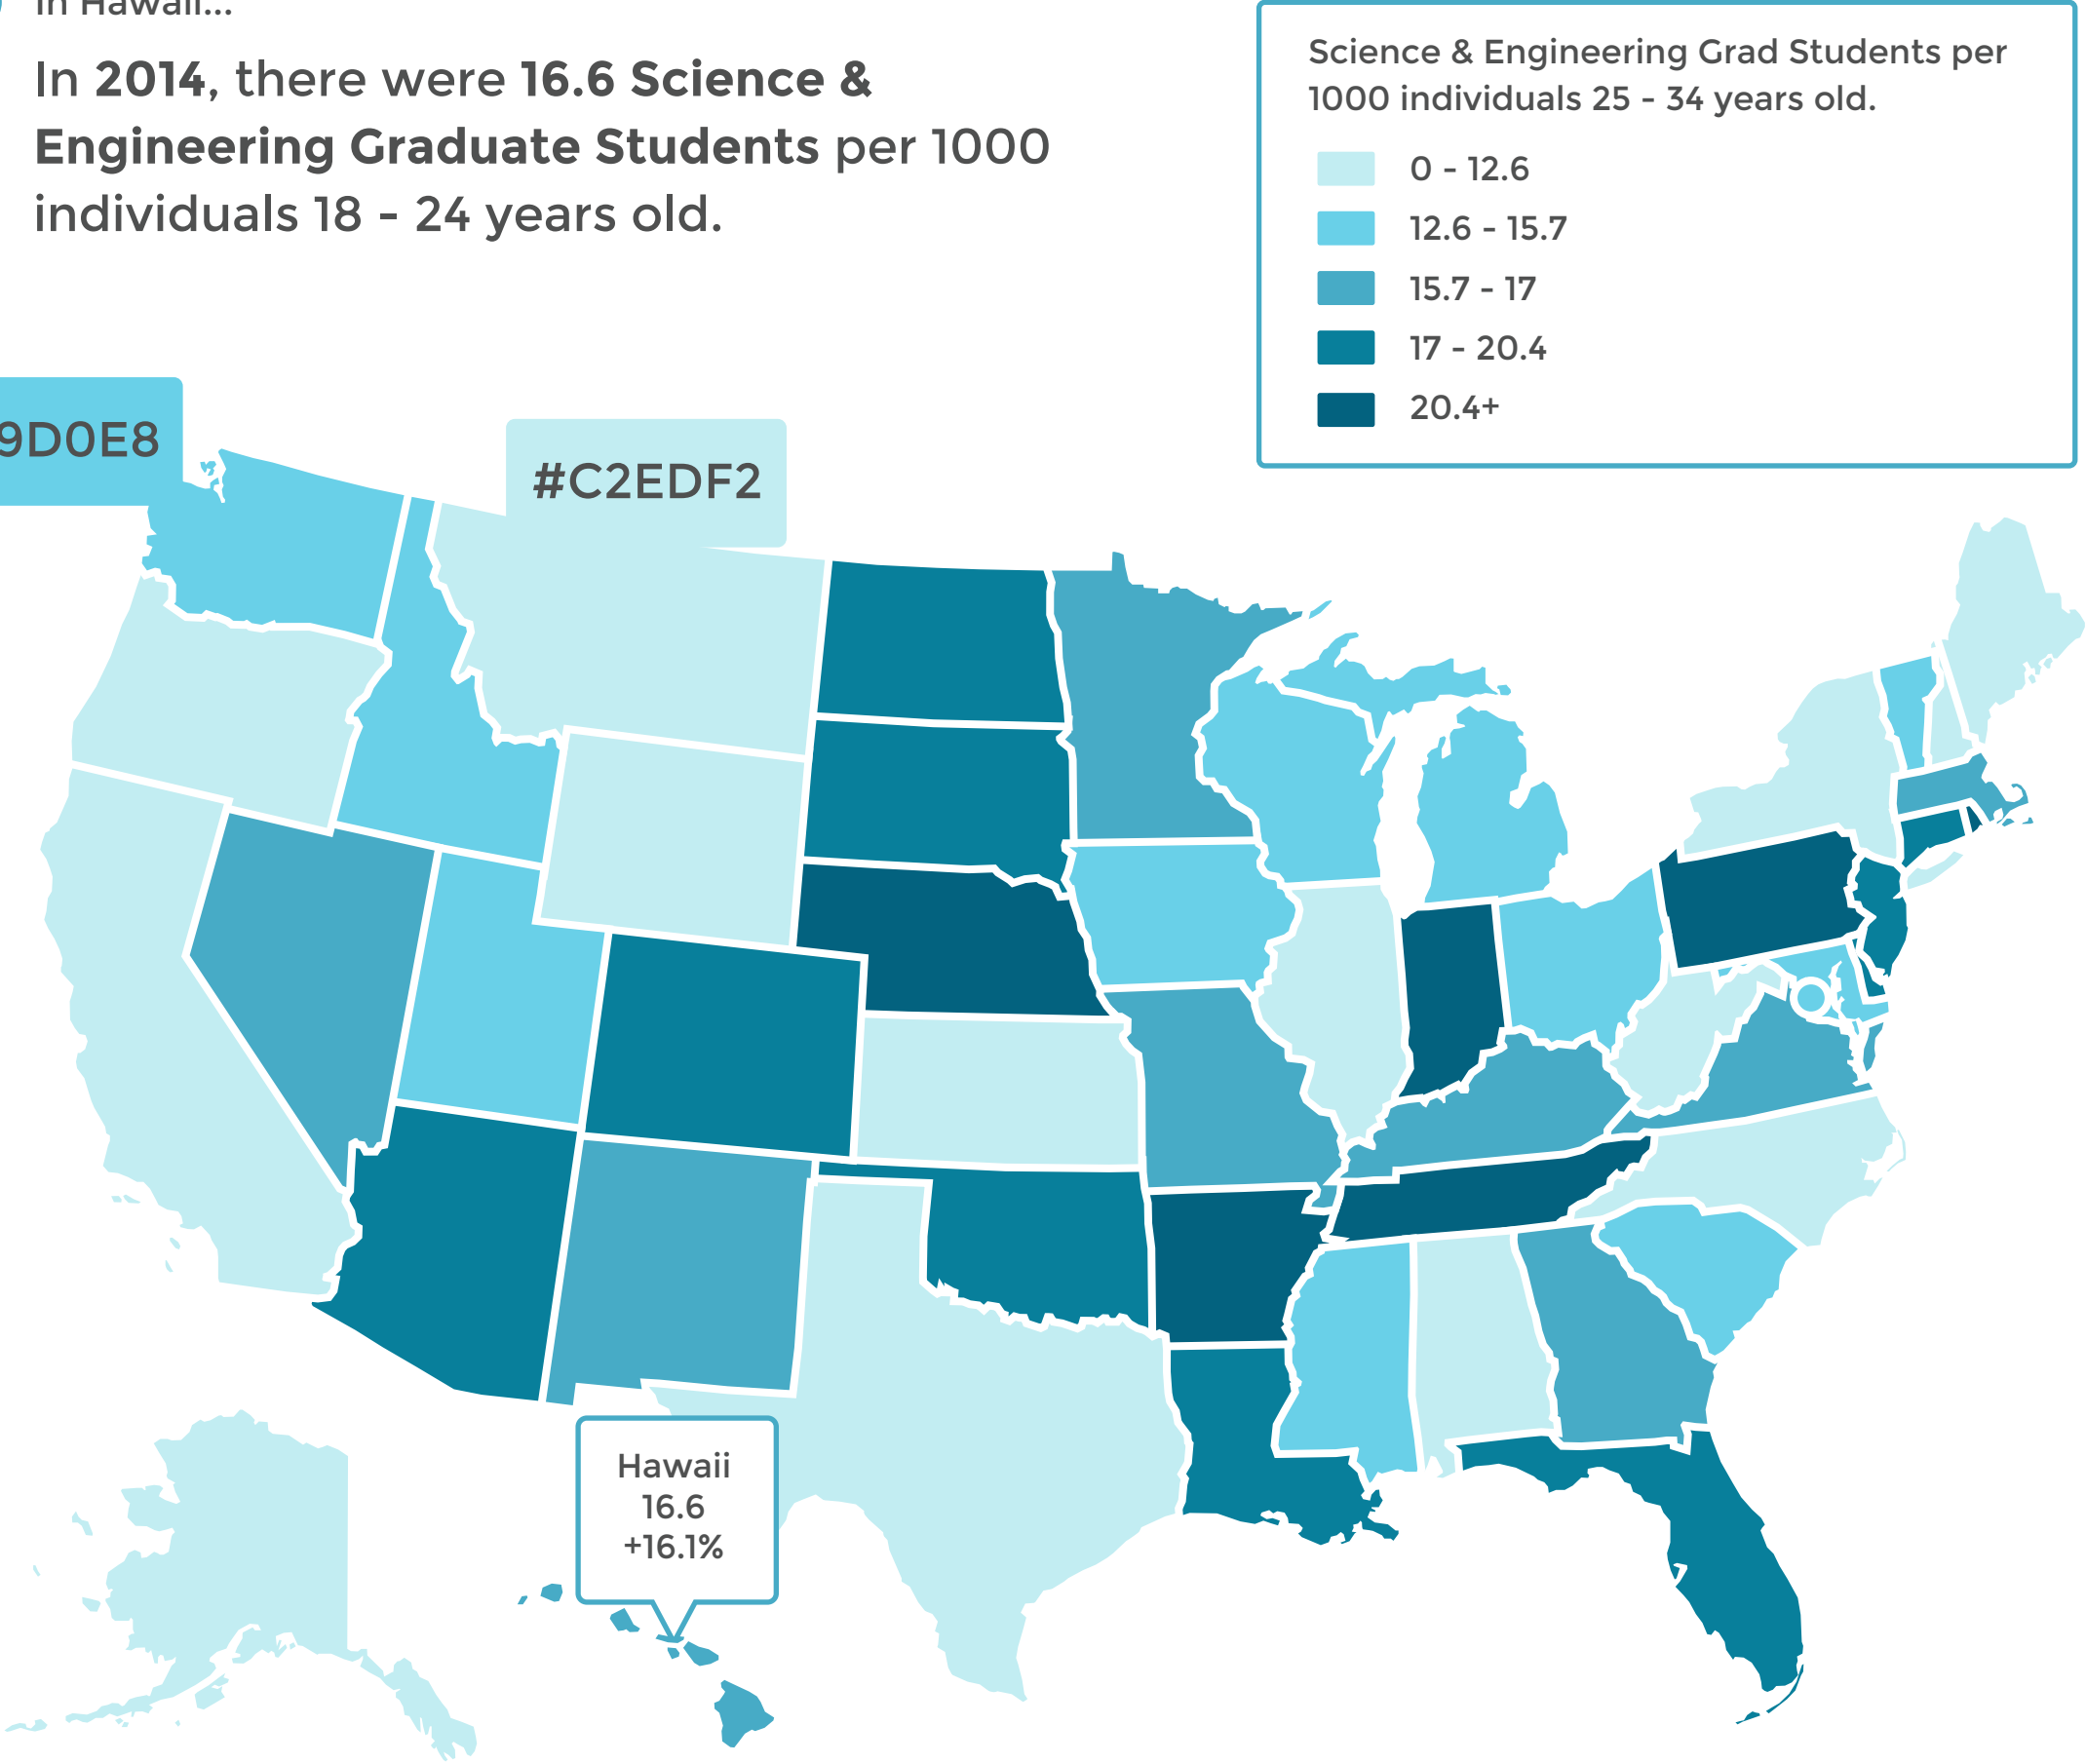 In Hawaii...
In 2014, there were 16.6 Science &
Engineering Graduate Students per 1000
individuals 18 - 24 years old.
Science & Engineering Grad Students per
1000 individuals 25 - 34 years old.
0 - 12.6
12.6 - 15.7
15.7 - 17
17 - 20.4
20.4+
9D0E8
#C2EDF2
Hawaii
16.6
+16.1%